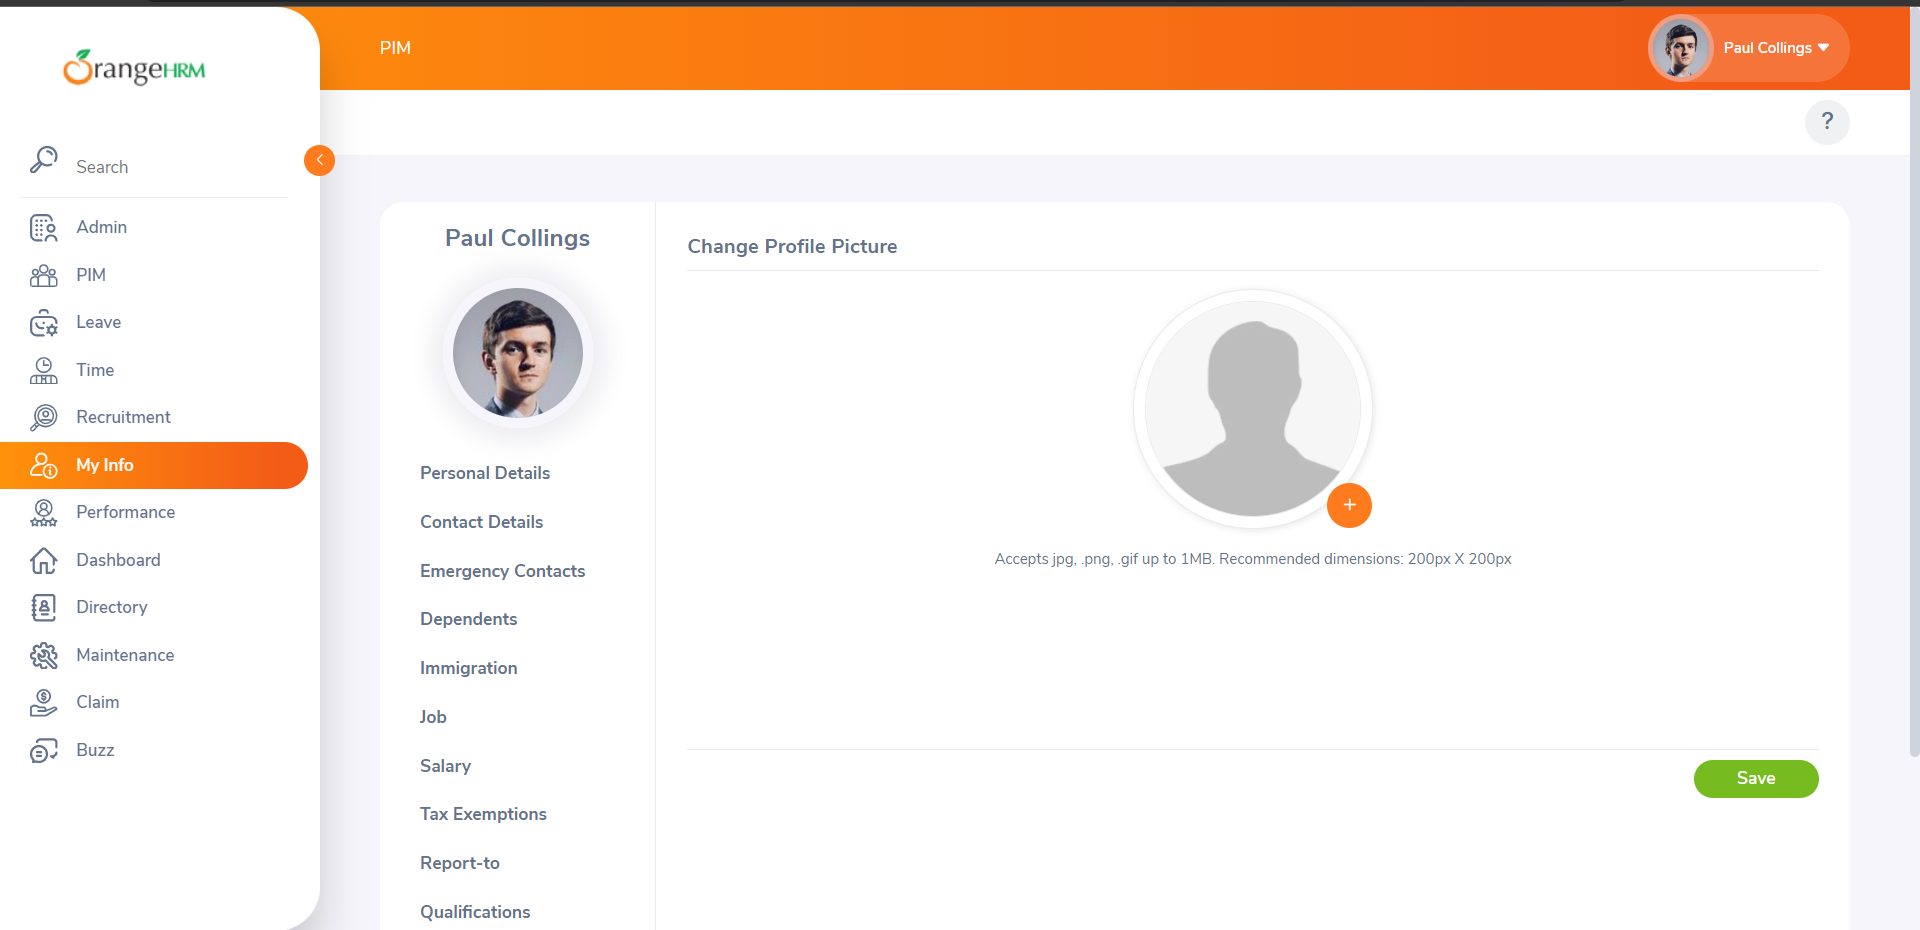 OrangeHRM
PIM
Paul Collings
?
Search
Admin
PIM
Leave
Time
Recruitment
My Info
Performance
Dashboard
Directory
Maintenance
Claim
Buzz
Paul Collings
Personal Details
Contact Details
Emergency Contacts
Dependents
Immigration
Job
Salary
Tax Exemptions
Report-to
Qualifications
Change Profile Picture
+
Accepts jpg, .png, .gif up to 1MB. Recommended dimensions: 200px X 200px
Save